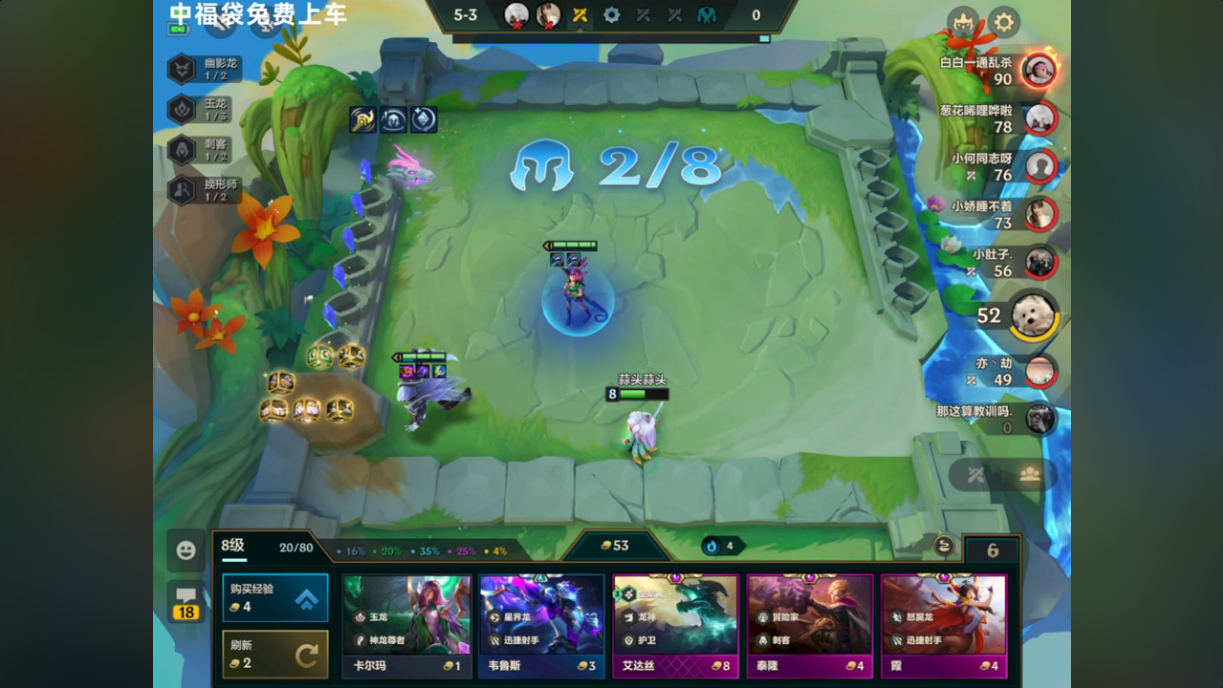 中福袋免费上车
5-3
0
幽影龙
1 / 2
玉龙
1 / 3
刺客
1 / 2
换形师
1 / 2
2/8
白白一通乱杀
90
葱花唏哩哗啦
78
小何同志呀
76
小娇睡不着
73
小肚子.
56
52
亦丶劫
49
那这算教训吗.
0
蒜头蒜头
8
8级
20/80
16%
20%
35%
25%
4%
53
4
6
18
购买经验
4
刷新
2
玉龙
神龙尊者
卡尔玛
1
星界龙
迅捷射手
韦鲁斯
3
龙神
护卫
艾达丝
8
冒险家
刺客
泰隆
4
怒翼龙
迅捷射手
霞
4